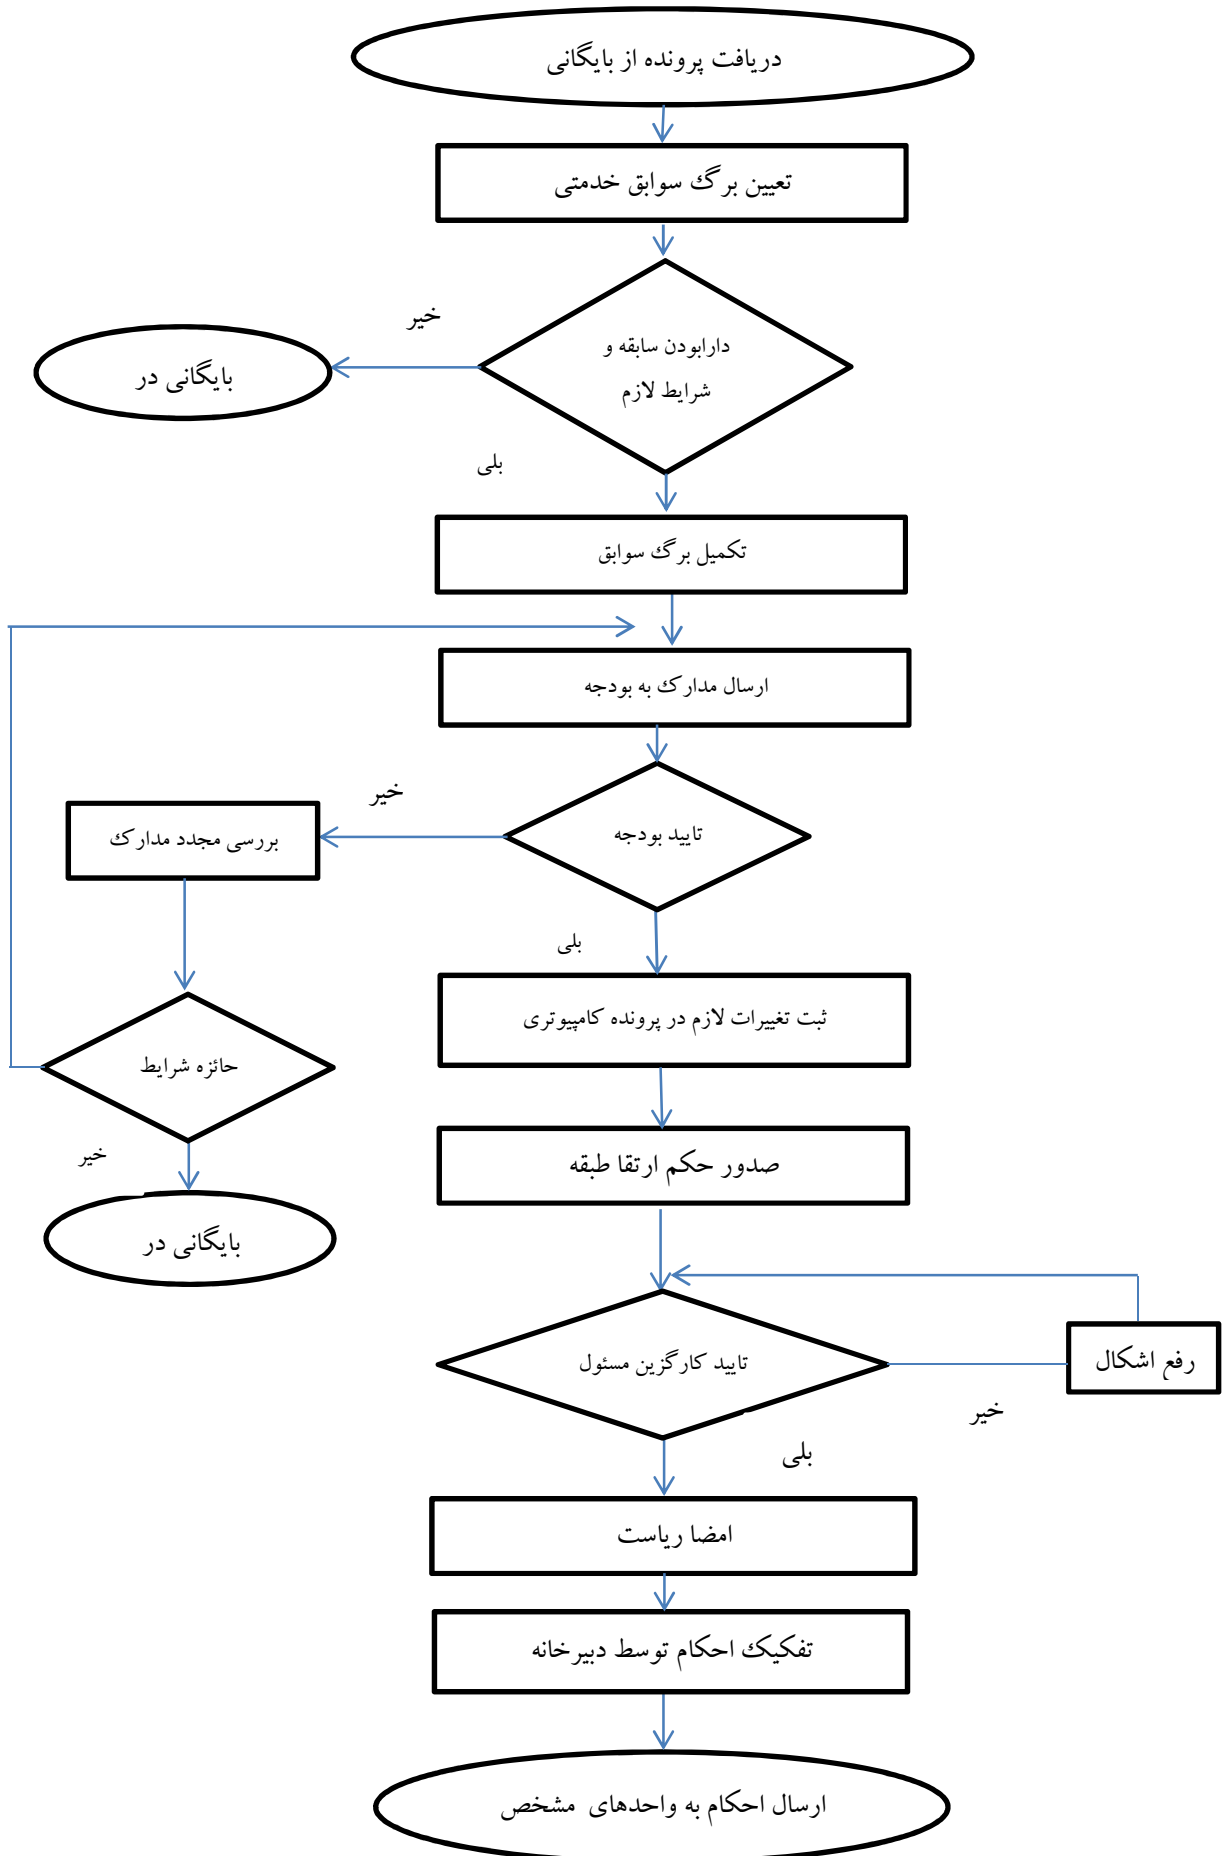 دریافت پرونده از بایگانی
تعیین برگ سوابق خدمتی
خیر
دارابودن سابقه و
شرایط لازم
بایگانی در
بلی
تکمیل برگ سوابق
ارسال مدارک به بودجه
خیر
تایید بودجه
بررسی مجدد مدارک
بلی
ثبت تغییرات لازم در پرونده کامپیوتری
حائزه شرایط
خیر
صدور حکم ارتقا طبقه
بایگانی در
تایید کارگزین مسئول
رفع اشکال
خیر
بلی
امضا ریاست
تفکیک احکام توسط دبیرخانه
ارسال احکام به واحدهای مشخص